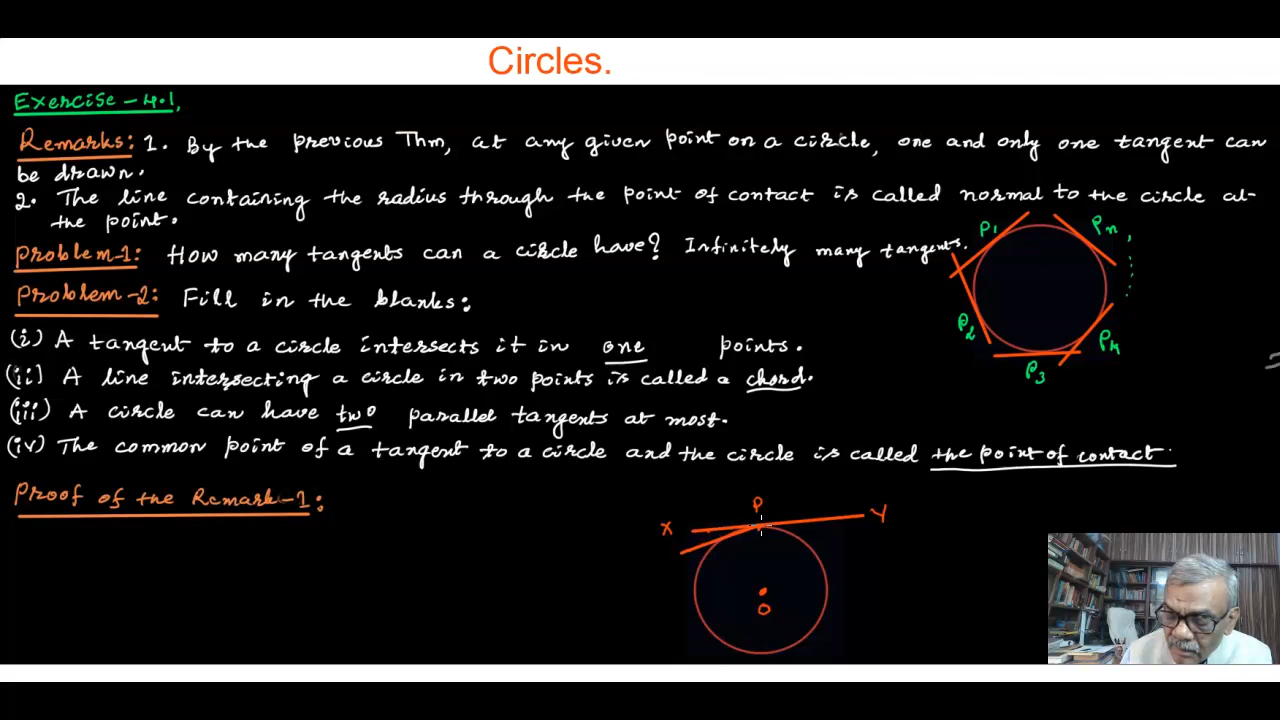 Circles.
Exercise-4.1,
Remarks: 1. By the previous Thm, at any given point on a circle, one and only one tangent can
be drawn.
2. The line containing the radius through the point of contact is called normal to the circle at
the point.
Problem-1: How many tangents can a circle have? Infinitely many tangents.
P1
Pn,
Problem-2: Fill in the blanks:
P2
P4
P3
(i) A tangent to a circle intersects it in one points.
(ii) A line intersecting a circle in two points is called a chord.
(iii) A circle can have two parallel tangents at most.
(iv) The common point of a tangent to a circle and the circle is called the point of contact.
Proof of the Remark-1:
P
X
Y
O